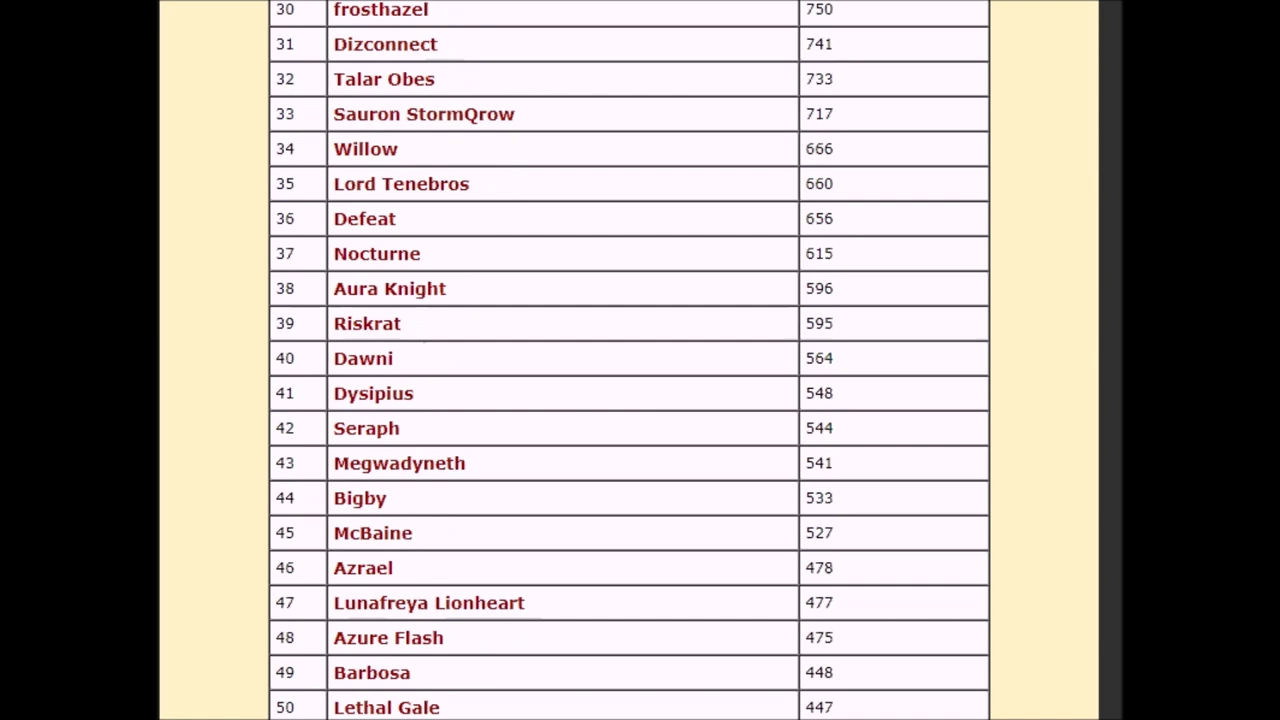 30 frosthazel 750
31 Dizconnect 741
32 Talar Obes 733
33 Sauron StormQrow 717
34 Willow 666
35 Lord Tenebros 660
36 Defeat 656
37 Nocturne 615
38 Aura Knight 596
39 Riskrat 595
40 Dawni 564
41 Dysipius 548
42 Seraph 544
43 Megwadyneth 541
44 Bigby 533
45 McBaine 527
46 Azrael 478
47 Lunafreya Lionheart 477
48 Azure Flash 475
49 Barbosa 448
50 Lethal Gale 447